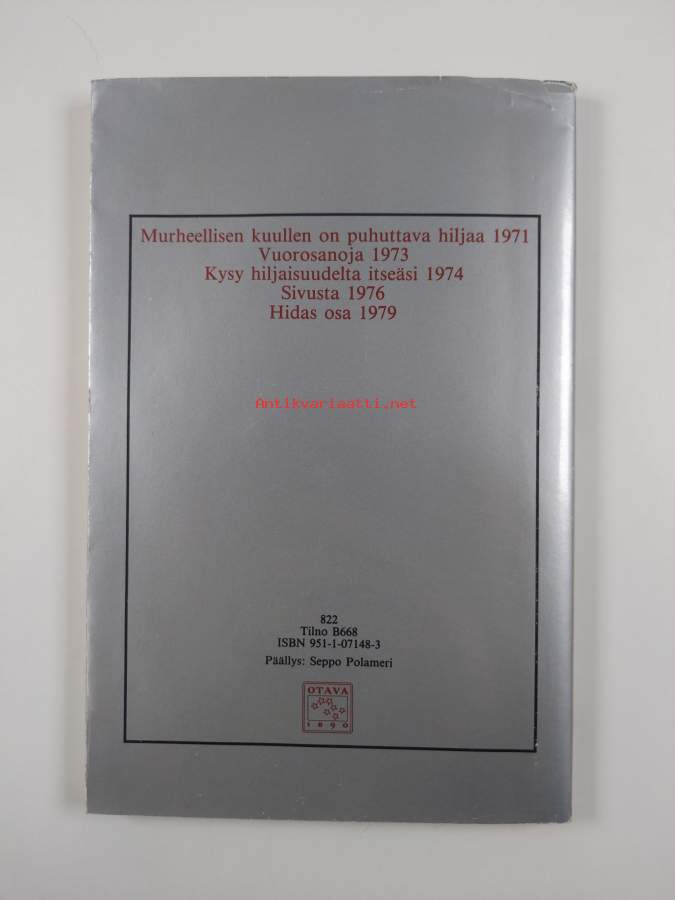 Murheellisen kuullen on puhuttava hiljaa 1971
Vuorosanoja 1973
Kysy hiljaisuudelta itseäsi 1974
Sivusta 1976
Hidas osa 1979
Antikvariaatti.net
822
Tilno B668
ISBN 951-1-07148-3
Päällys: Seppo Polameri
OTAVA
1890